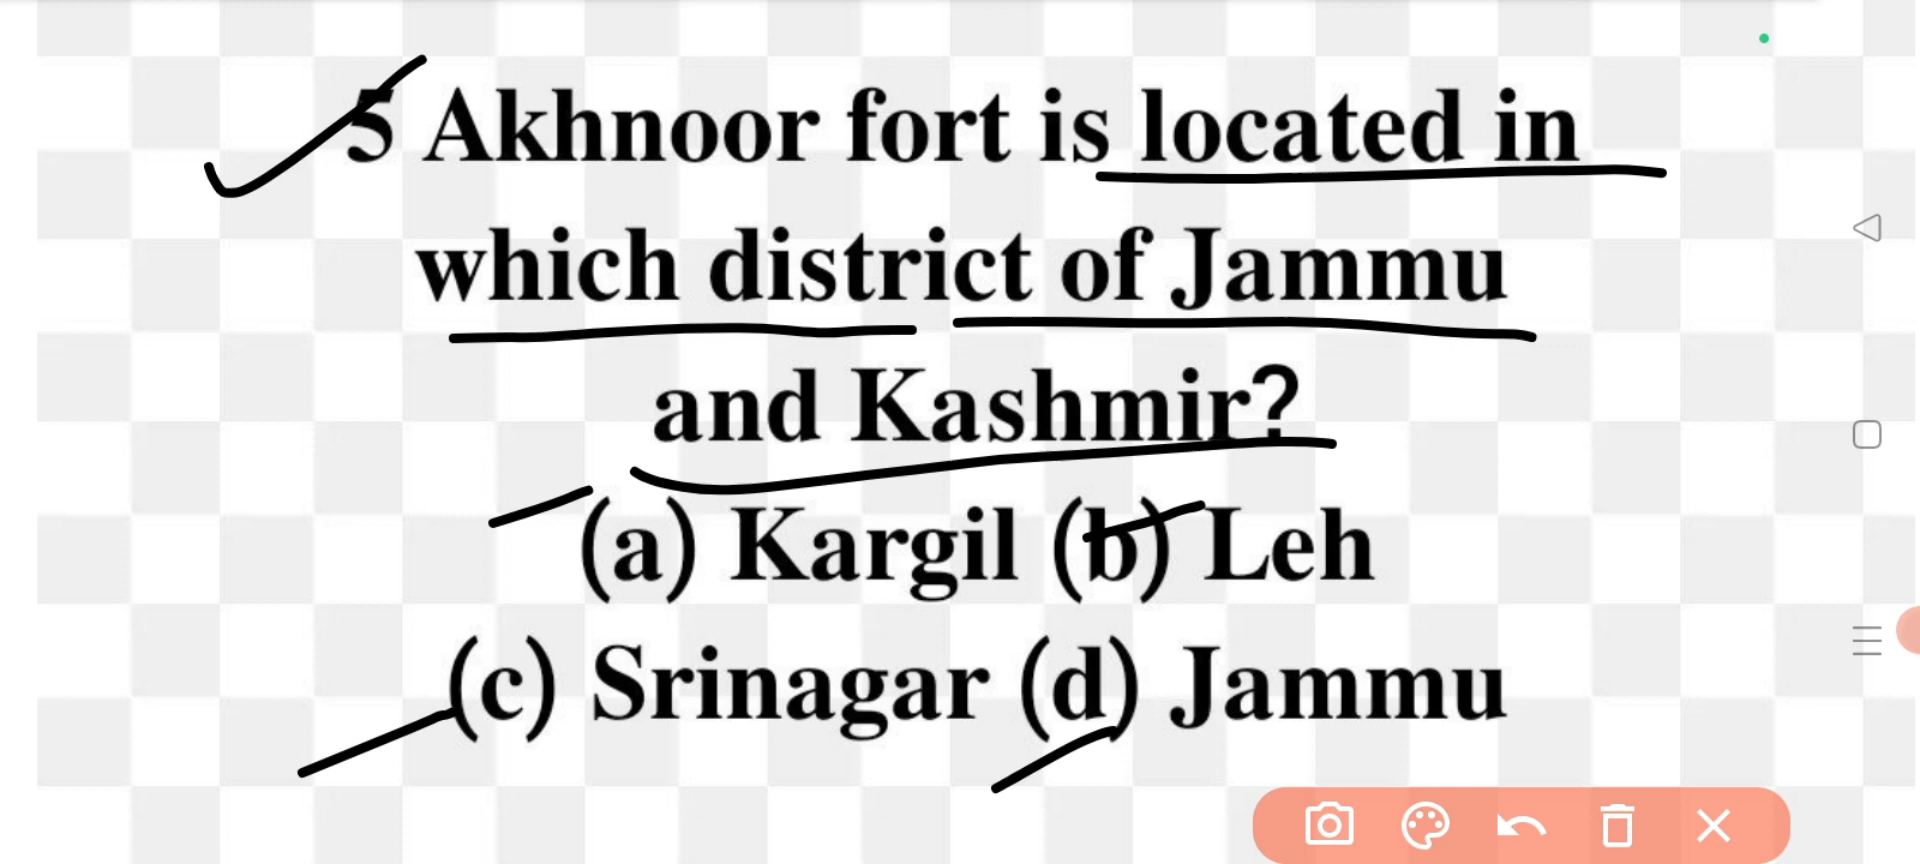 5 Akhnoor fort is located in
which district of Jammu
and Kashmir?
(a) Kargil (b) Leh
(c) Srinagar (d) Jammu